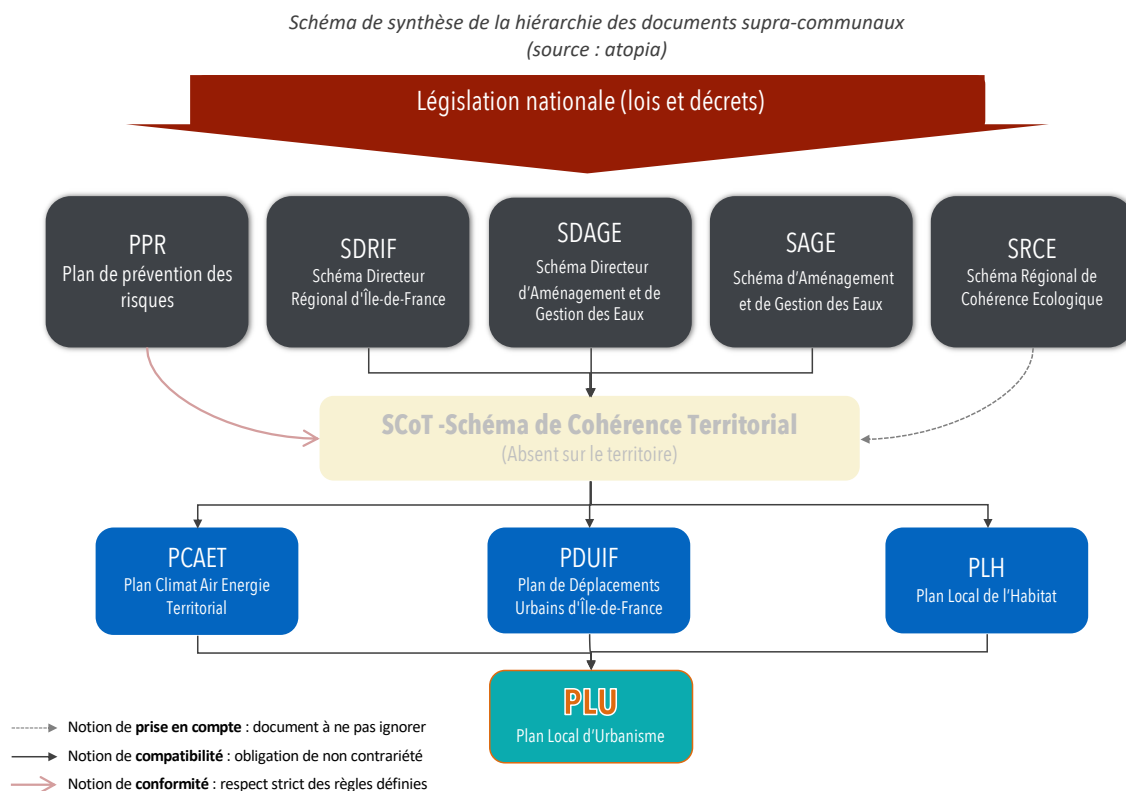 Schéma de synthèse de la hiérarchie des documents supra-communaux
(source : atopia)
Législation nationale (lois et décrets)
PPR
Plan de prévention des
risques
SDRIF
Schéma Directeur
Régional d'Île-de-France
SDAGE
Schéma Directeur
d'Aménagement et de
Gestion des Eaux
SAGE
Schéma d'Aménagement
et de Gestion des Eaux
SRCE
Schéma Régional de
Cohérence Ecologique
SCoT -Schéma de Cohérence Territorial
(Absent sur le territoire)
PCAET
Plan Climat Air Energie
Territorial
PDUIF
Plan de Déplacements
Urbains d'Île-de-France
PLH
Plan Local de l'Habitat
PLU
Plan Local d'Urbanisme
Notion de prise en compte : document à ne pas ignorer
Notion de compatibilité : obligation de non contrariété
Notion de conformité : respect strict des règles définies